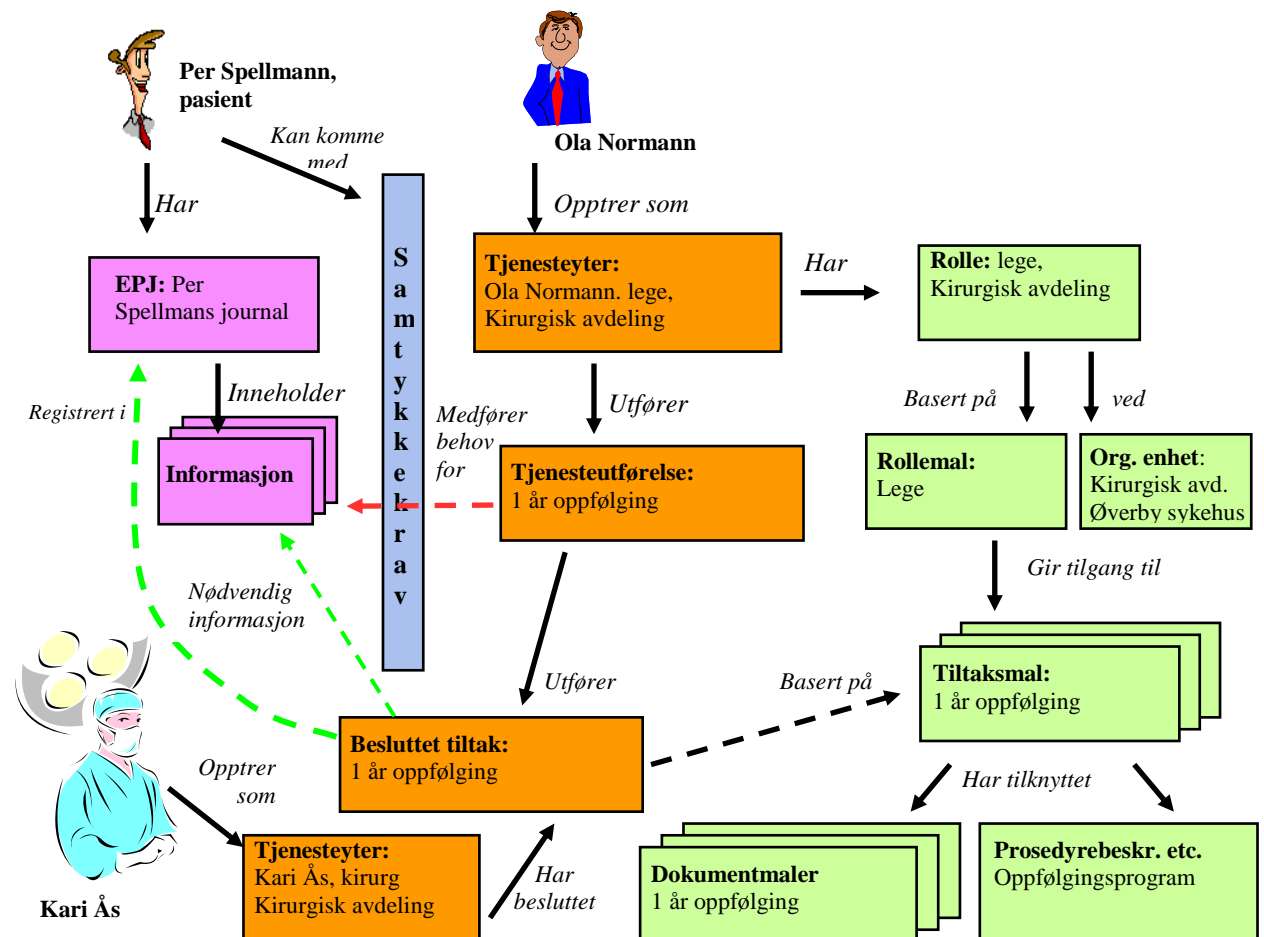 Per Spellmann,
pasient
Kan komme
med
Ola Normann
Har
Opptrer som
EPJ: Per
Spellmans journal
Samtykkekrav
Tjenesteyter:
Ola Normann. lege,
Kirurgisk avdeling
Har
Rolle: lege,
Kirurgisk avdeling
Registrert i
Inneholder
Medfører
behov
for
Utfører
Basert på
ved
Informasjon
Tjenesteutførelse:
1 år oppfølging
Rollemal:
Lege
Org. enhet:
Kirurgisk avd.
Øverby sykehus
Nødvendig
informasjon
Gir tilgang til
Utfører
Basert på
Tiltaksmal:
1 år oppfølging
Besluttet tiltak:
1 år oppfølging
Opptrer
som
Har tilknyttet
Tjenesteyter:
Kari Ås, kirurg
Kirurgisk avdeling
Har
besluttet
Dokumentmaler
1 år oppfølging
Prosedyrebeskr. etc.
Oppfølgingsprogram
Kari Ås